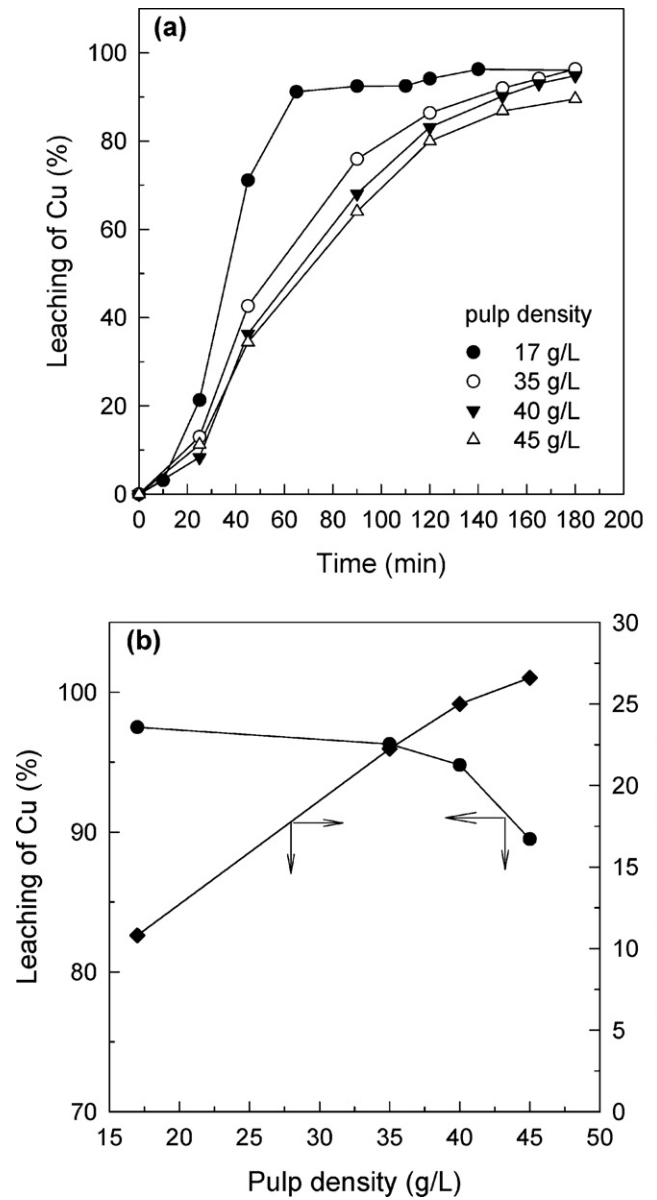 (a)
100
80
60
40
20
0
Leaching of Cu (%)
pulp density
17 g/L
35 g/L
40 g/L
45 g/L
0 20 40 60 80 100 120 140 160 180 200
Time (min)
(b)
100
90
80
70
Leaching of Cu (%)
30
25
20
15
10
5
0
15 20 25 30 35 40 45 50
Pulp density (g/L)